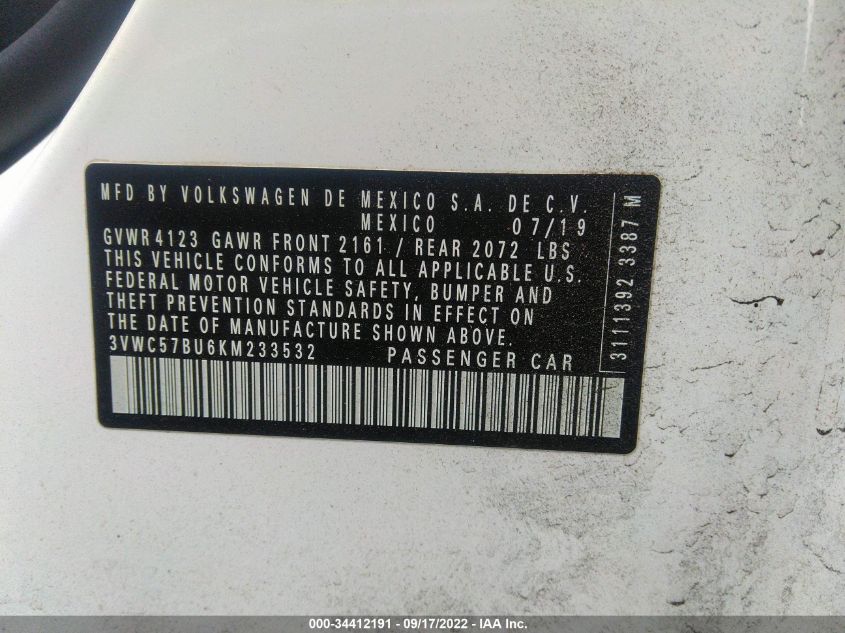 MFD BY VOLKSWAGEN DE MEXICO S.A. DE C.V.
MEXICO 07/19
GVWR 4123 GAWR FRONT 2161 / REAR 2072 LBS
THIS VEHICLE CONFORMS TO ALL APPLICABLE U.S.
FEDERAL MOTOR VEHICLE SAFETY, BUMPER AND
THEFT PREVENTION STANDARDS IN EFFECT ON
THE DATE OF MANUFACTURE SHOWN ABOVE.
3VWC57BU6KM233532 PASSENGER CAR
3111392 3387 M
000-34412191 - 09/17/2022 - IAA Inc.